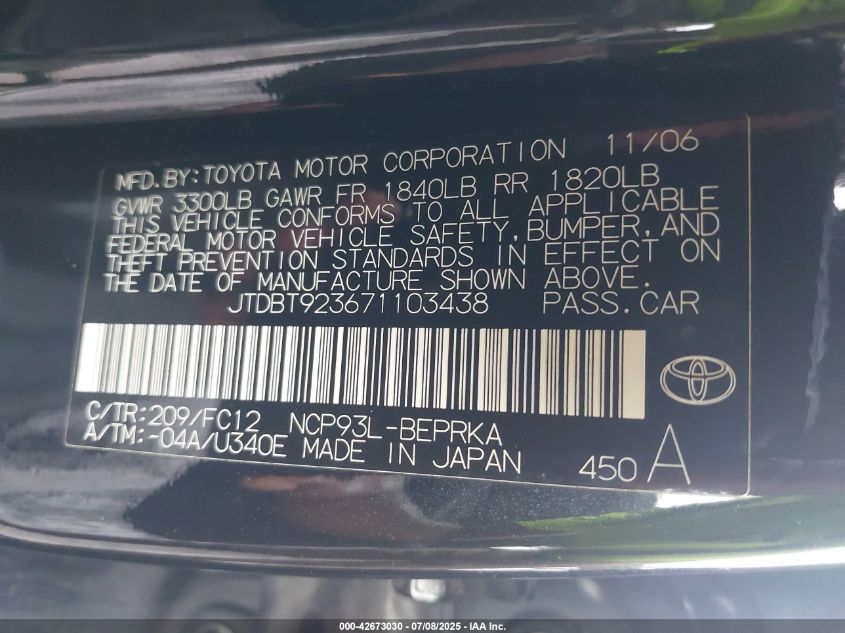 MFD.BY:TOYOTA MOTOR CORPORATION 11/06
GVWR 3300LB GAWR FR 1840LB RR 1820LB
THIS VEHICLE CONFORMS TO ALL APPLICABLE
FEDERAL MOTOR VEHICLE SAFETY,BUMPER,AND
THEFT PREVENTION STANDARDS IN EFFECT ON
THE DATE OF MANUFACTURE SHOWN ABOVE.
JTDBT923671103438 PASS.CAR
C/TR:209/FC12 NCP93L-BEPRKA
A/TM:-04A/U340E MADE IN JAPAN
450 A
000-42673030 - 07/08/2025 - IAA Inc.